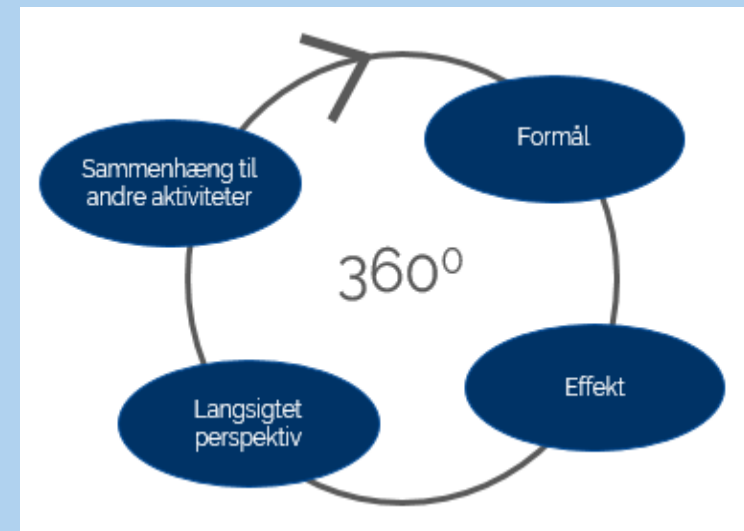 Formål
Effekt
Langsigtet
perspektiv
Sammenhæng til
andre aktiviteter
360⁰